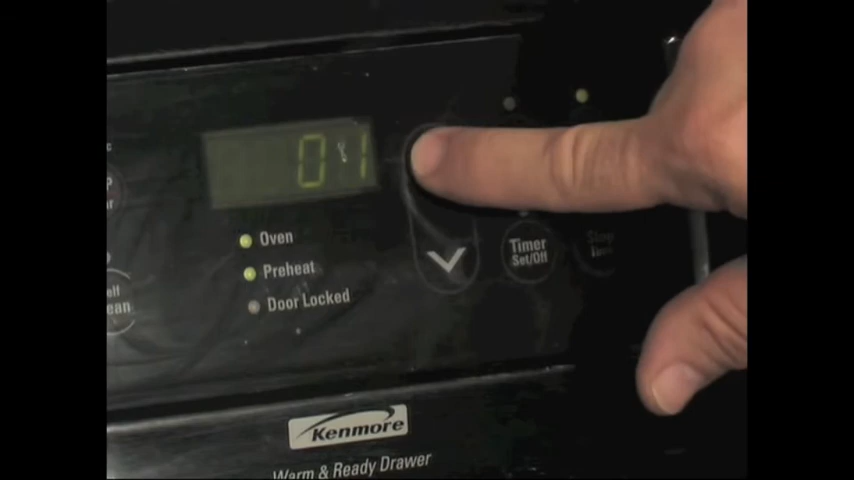 01
Oven
Preheat
Door Locked
Timer
Set/Off
Kenmore
Warm & Ready Drawer